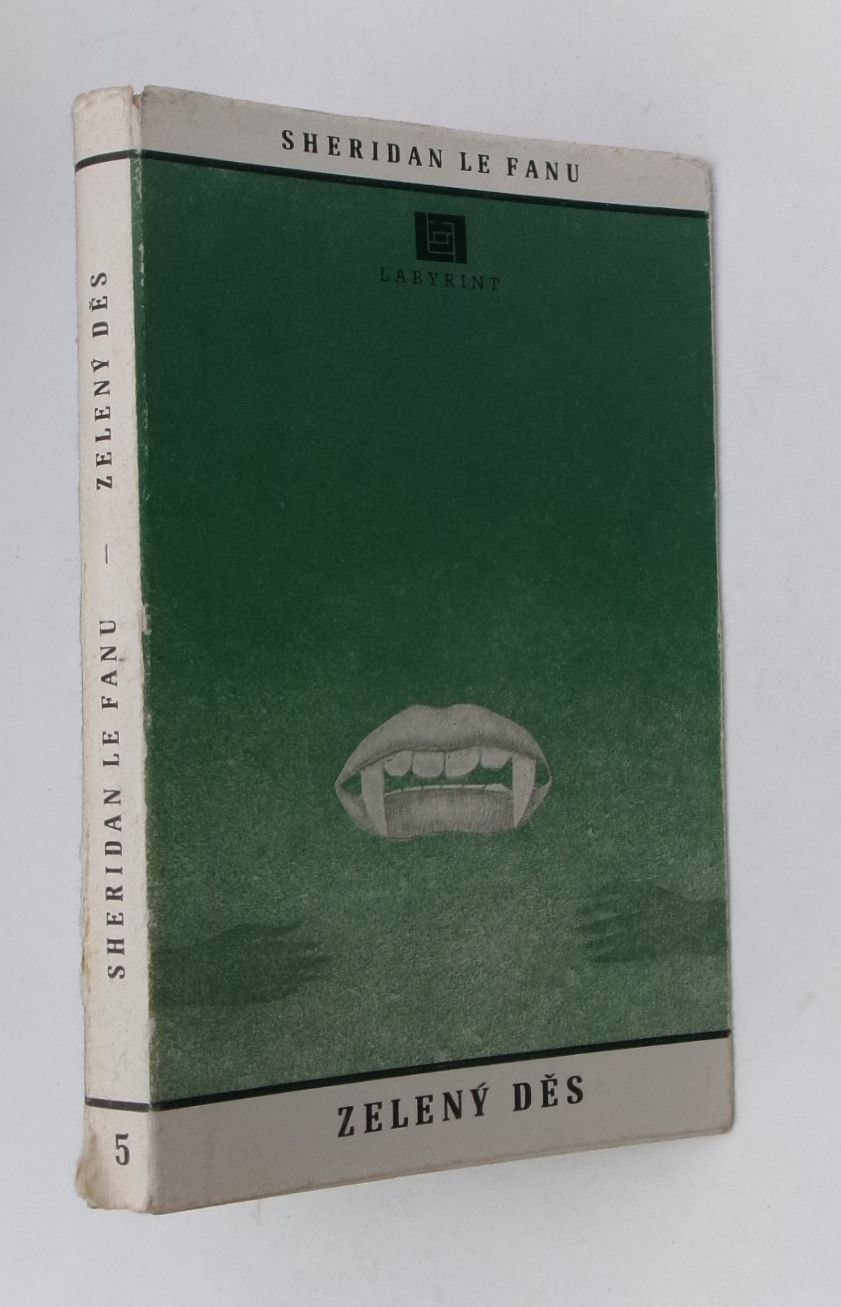 SHERIDAN LE FANU
LABYRINT
ZELENÝ DĚS
SHERIDAN LE FANU — ZELENÝ DĚS
5